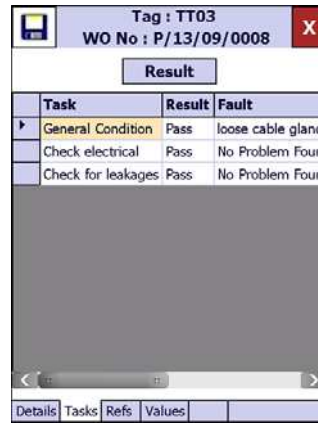 Tag : TT03
WO No : P/13/09/0008
X
Result
Task Result Fault
General Condition Pass loose cable gland
Check electrical Pass No Problem Foun
Check for leakages Pass No Problem Foun
Details Tasks Refs Values